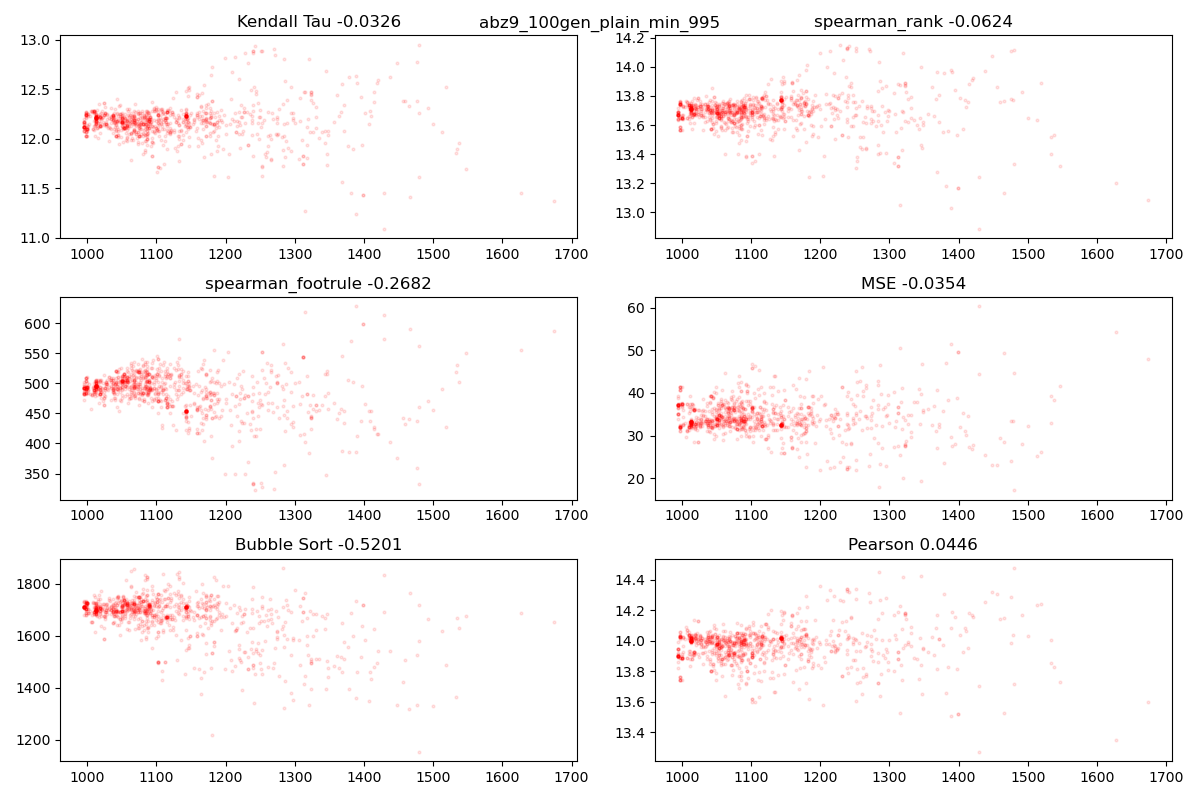 abz9_100gen_plain_min_995
Kendall Tau -0.0326
13.0
12.5
12.0
11.5
11.0
1000 1100 1200 1300 1400 1500 1600 1700
spearman_rank -0.0624
14.2
14.0
13.8
13.6
13.4
13.2
13.0
1000 1100 1200 1300 1400 1500 1600 1700
spearman_footrule -0.2682
600
550
500
450
400
350
1000 1100 1200 1300 1400 1500 1600 1700
MSE -0.0354
60
50
40
30
20
1000 1100 1200 1300 1400 1500 1600 1700
Bubble Sort -0.5201
1800
1600
1400
1200
1000 1100 1200 1300 1400 1500 1600 1700
Pearson 0.0446
14.4
14.2
14.0
13.8
13.6
13.4
1000 1100 1200 1300 1400 1500 1600 1700